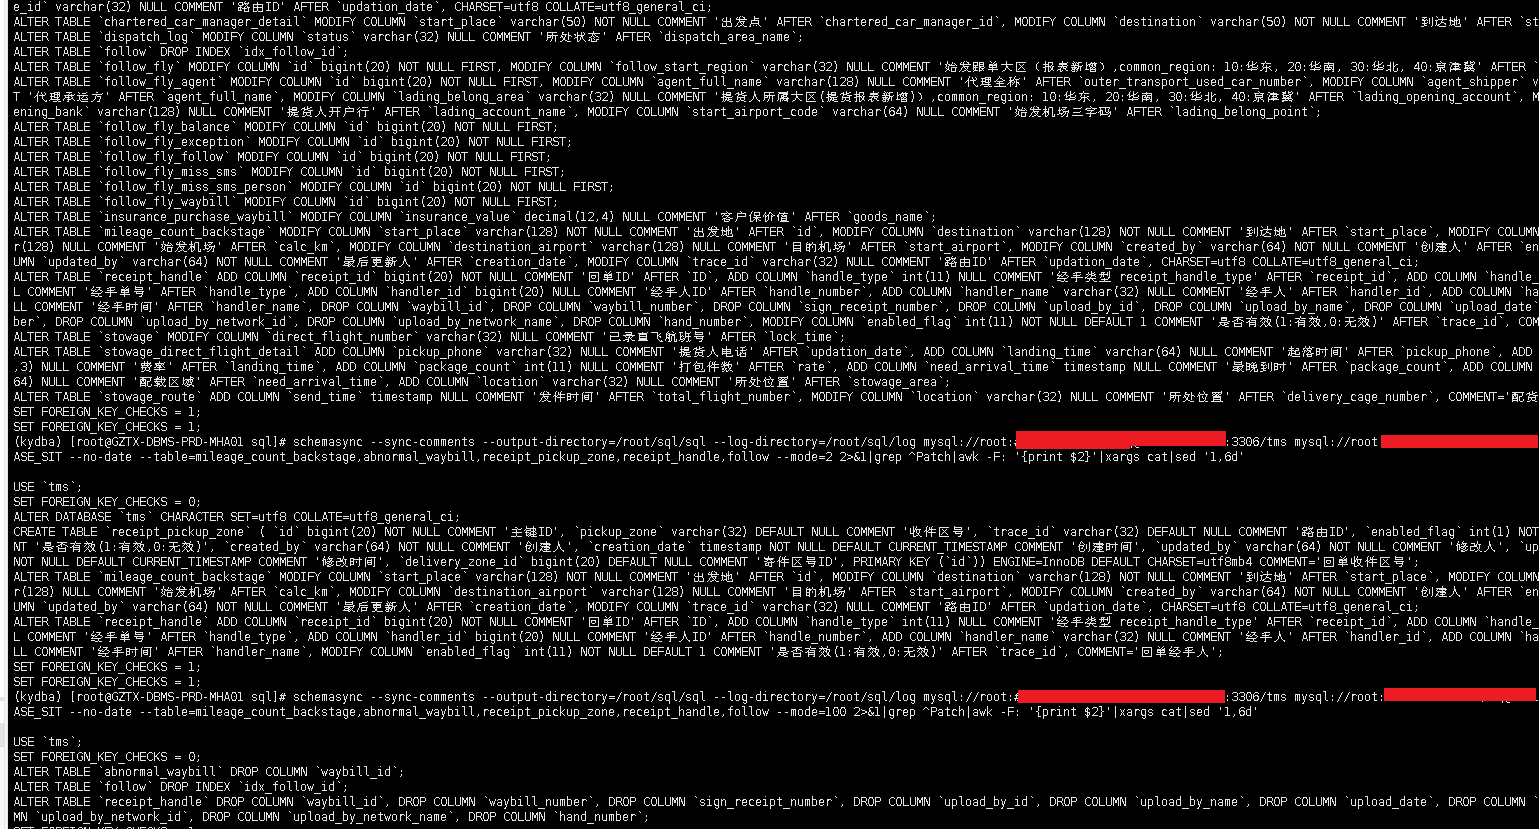 e_id` varchar(32) NULL COMMENT '路由ID' AFTER `updation_date`, CHARSET=utf8 COLLATE=utf8_general_ci;
ALTER TABLE `chartered_car_manager_detail` MODIFY COLUMN `start_place` varchar(50) NOT NULL COMMENT '出发点' AFTER `chartered_car_manager_id`, MODIFY COLUMN `destination` varchar(50) NOT NULL COMMENT '到达地' AFTER `st
ALTER TABLE `dispatch_log` MODIFY COLUMN `status` varchar(32) NULL COMMENT '所处状态' AFTER `dispatch_area_name`;
ALTER TABLE `follow` DROP INDEX `idx_follow_id`;
ALTER TABLE `follow_fly` MODIFY COLUMN `id` bigint(20) NOT NULL FIRST, MODIFY COLUMN `follow_start_region` varchar(32) NULL COMMENT '始发跟单大区（报表新增）,common_region: 10:华东, 20:华南, 30:华北, 40:京津冀' AFTER `
ALTER TABLE `follow_fly_agent` MODIFY COLUMN `id` bigint(20) NOT NULL FIRST, MODIFY COLUMN `agent_full_name` varchar(128) NULL COMMENT '代理全称' AFTER `outer_transport_used_car_number`, MODIFY COLUMN `agent_shipper` v
T '代理承运方' AFTER `agent_full_name`, MODIFY COLUMN `lading_belong_area` varchar(32) NULL COMMENT '提货人所属大区(提货报表新增)）,common_region: 10:华东, 20:华南, 30:华北, 40:京津冀' AFTER `lading_opening_account`, M
ening_bank` varchar(128) NULL COMMENT '提货人开户行' AFTER `lading_account_name`, MODIFY COLUMN `start_airport_code` varchar(64) NULL COMMENT '始发机场三字码' AFTER `lading_belong_point`;
ALTER TABLE `follow_fly_balance` MODIFY COLUMN `id` bigint(20) NOT NULL FIRST;
ALTER TABLE `follow_fly_exception` MODIFY COLUMN `id` bigint(20) NOT NULL FIRST;
ALTER TABLE `follow_fly_follow` MODIFY COLUMN `id` bigint(20) NOT NULL FIRST;
ALTER TABLE `follow_fly_miss_sms` MODIFY COLUMN `id` bigint(20) NOT NULL FIRST;
ALTER TABLE `follow_fly_miss_sms_person` MODIFY COLUMN `id` bigint(20) NOT NULL FIRST;
ALTER TABLE `follow_fly_waybill` MODIFY COLUMN `id` bigint(20) NOT NULL FIRST;
ALTER TABLE `insurance_purchase_waybill` MODIFY COLUMN `insurance_value` decimal(12,4) NULL COMMENT '客户保价值' AFTER `goods_name`;
ALTER TABLE `mileage_count_backstage` MODIFY COLUMN `start_place` varchar(128) NOT NULL COMMENT '出发地' AFTER `id`, MODIFY COLUMN `destination` varchar(128) NOT NULL COMMENT '到达地' AFTER `start_place`, MODIFY COLUMN
r(128) NULL COMMENT '始发机场' AFTER `calc_km`, MODIFY COLUMN `destination_airport` varchar(128) NULL COMMENT '目的机场' AFTER `start_airport`, MODIFY COLUMN `created_by` varchar(64) NOT NULL COMMENT '创建人' AFTER `en
UMN `updated_by` varchar(64) NOT NULL COMMENT '最后更新人' AFTER `creation_date`, MODIFY COLUMN `trace_id` varchar(32) NULL COMMENT '路由ID' AFTER `updation_date`, CHARSET=utf8 COLLATE=utf8_general_ci;
ALTER TABLE `receipt_handle` ADD COLUMN `receipt_id` bigint(20) NOT NULL COMMENT '回单ID' AFTER `ID`, ADD COLUMN `handle_type` int(11) NULL COMMENT '经手类型 receipt_handle_type' AFTER `receipt_id`, ADD COLUMN `handle_
L COMMENT '经手单号' AFTER `handle_type`, ADD COLUMN `handler_id` bigint(20) NULL COMMENT '经手人ID' AFTER `handle_number`, ADD COLUMN `handler_name` varchar(32) NULL COMMENT '经手人' AFTER `handler_id`, ADD COLUMN `ha
LL COMMENT '经手时间' AFTER `handler_name`, DROP COLUMN `waybill_id`, DROP COLUMN `waybill_number`, DROP COLUMN `sign_receipt_number`, DROP COLUMN `upload_by_id`, DROP COLUMN `upload_by_name`, DROP COLUMN `upload_date`
ber`, DROP COLUMN `upload_by_network_id`, DROP COLUMN `upload_by_network_name`, DROP COLUMN `hand_number`, MODIFY COLUMN `enabled_flag` int(11) NOT NULL DEFAULT 1 COMMENT '是否有效(1:有效,0:无效)' AFTER `trace_id`, COM
ALTER TABLE `stowage` MODIFY COLUMN `direct_flight_number` varchar(32) NULL COMMENT '已录直飞航班号' AFTER `lock_time`;
ALTER TABLE `stowage_direct_flight_detail` ADD COLUMN `pickup_phone` varchar(32) NULL COMMENT '提货人电话' AFTER `updation_date`, ADD COLUMN `landing_time` varchar(64) NULL COMMENT '起落时间' AFTER `pickup_phone`, ADD
,3) NULL COMMENT '费率' AFTER `landing_time`, ADD COLUMN `package_count` int(11) NULL COMMENT '打包件数' AFTER `rate`, ADD COLUMN `need_arrival_time` timestamp NULL COMMENT '最晚到时' AFTER `package_count`, ADD COLUMN
64) NULL COMMENT '配载区域' AFTER `need_arrival_time`, ADD COLUMN `location` varchar(32) NULL COMMENT '所处位置' AFTER `stowage_area`;
ALTER TABLE `stowage_route` ADD COLUMN `send_time` timestamp NULL COMMENT '发件时间' AFTER `total_flight_number`, MODIFY COLUMN `location` varchar(32) NULL COMMENT '所处位置' AFTER `delivery_cage_number`, COMMENT='配货
SET FOREIGN_KEY_CHECKS = 1;
SET FOREIGN_KEY_CHECKS = 1;
(kydba) [root@GZTX-DBMS-PRD-MHA01 sql]# schemasync --sync-comments --output-directory=/root/sql/sql --log-directory=/root/sql/log mysql://root: :3306/tms mysql://root
ASE_SIT --no-date --table=mileage_count_backstage,abnormal_waybill,receipt_pickup_zone,receipt_handle,follow --mode=2 2>&1|grep ^Patch|awk -F: '{print $2}'|xargs cat|sed '1,6d'
USE `tms`;
SET FOREIGN_KEY_CHECKS = 0;
ALTER DATABASE `tms` CHARACTER SET=utf8 COLLATE=utf8_general_ci;
CREATE TABLE `receipt_pickup_zone` ( `id` bigint(20) NOT NULL COMMENT '主键ID', `pickup_zone` varchar(32) DEFAULT NULL COMMENT '收件区号', `trace_id` varchar(32) DEFAULT NULL COMMENT '路由ID', `enabled_flag` int(1) NOT
NT '是否有效(1:有效,0:无效)', `created_by` varchar(64) NOT NULL COMMENT '创建人', `creation_date` timestamp NOT NULL DEFAULT CURRENT_TIMESTAMP COMMENT '创建时间', `updated_by` varchar(64) NOT NULL COMMENT '修改人', `up
NOT NULL DEFAULT CURRENT_TIMESTAMP COMMENT '修改时间', `delivery_zone_id` bigint(20) DEFAULT NULL COMMENT '寄件区号ID', PRIMARY KEY (`id`)) ENGINE=InnoDB DEFAULT CHARSET=utf8mb4 COMMENT='回单收件区号';
ALTER TABLE `mileage_count_backstage` MODIFY COLUMN `start_place` varchar(128) NOT NULL COMMENT '出发地' AFTER `id`, MODIFY COLUMN `destination` varchar(128) NOT NULL COMMENT '到达地' AFTER `start_place`, MODIFY COLUMN
r(128) NULL COMMENT '始发机场' AFTER `calc_km`, MODIFY COLUMN `destination_airport` varchar(128) NULL COMMENT '目的机场' AFTER `start_airport`, MODIFY COLUMN `created_by` varchar(64) NOT NULL COMMENT '创建人' AFTER `en
UMN `updated_by` varchar(64) NOT NULL COMMENT '最后更新人' AFTER `creation_date`, MODIFY COLUMN `trace_id` varchar(32) NULL COMMENT '路由ID' AFTER `updation_date`, CHARSET=utf8 COLLATE=utf8_general_ci;
ALTER TABLE `receipt_handle` ADD COLUMN `receipt_id` bigint(20) NOT NULL COMMENT '回单ID' AFTER `ID`, ADD COLUMN `handle_type` int(11) NULL COMMENT '经手类型 receipt_handle_type' AFTER `receipt_id`, ADD COLUMN `handle_
L COMMENT '经手单号' AFTER `handle_type`, ADD COLUMN `handler_id` bigint(20) NULL COMMENT '经手人ID' AFTER `handle_number`, ADD COLUMN `handler_name` varchar(32) NULL COMMENT '经手人' AFTER `handler_id`, ADD COLUMN `ha
LL COMMENT '经手时间' AFTER `handler_name`, MODIFY COLUMN `enabled_flag` int(11) NOT NULL DEFAULT 1 COMMENT '是否有效(1:有效,0:无效)' AFTER `trace_id`, COMMENT='回单经手人';
SET FOREIGN_KEY_CHECKS = 1;
SET FOREIGN_KEY_CHECKS = 1;
(kydba) [root@GZTX-DBMS-PRD-MHA01 sql]# schemasync --sync-comments --output-directory=/root/sql/sql --log-directory=/root/sql/log mysql://root: :3306/tms mysql://root:
ASE_SIT --no-date --table=mileage_count_backstage,abnormal_waybill,receipt_pickup_zone,receipt_handle,follow --mode=100 2>&1|grep ^Patch|awk -F: '{print $2}'|xargs cat|sed '1,6d'
USE `tms`;
SET FOREIGN_KEY_CHECKS = 0;
ALTER TABLE `abnormal_waybill` DROP COLUMN `waybill_id`;
ALTER TABLE `follow` DROP INDEX `idx_follow_id`;
ALTER TABLE `receipt_handle` DROP COLUMN `waybill_id`, DROP COLUMN `waybill_number`, DROP COLUMN `sign_receipt_number`, DROP COLUMN `upload_by_id`, DROP COLUMN `upload_by_name`, DROP COLUMN `upload_date`, DROP COLUMN `
MN `upload_by_network_id`, DROP COLUMN `upload_by_network_name`, DROP COLUMN `hand_number`;